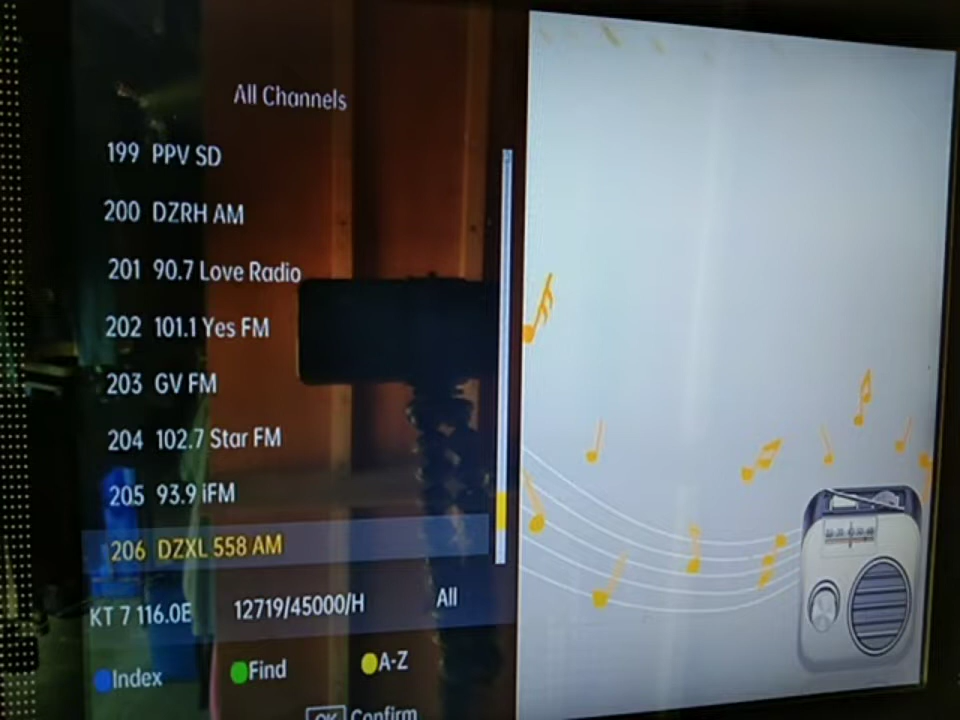 All Channels
199 PPV SD
200 DZRH AM
201 90.7 Love Radio
202 101.1 Yes FM
203 GV FM
204 102.7 Star FM
205 93.9 iFM
206 DZXL 558 AM
KT 7 116.0E 12719/45000/H All
Index Find A-Z
OK Confirm